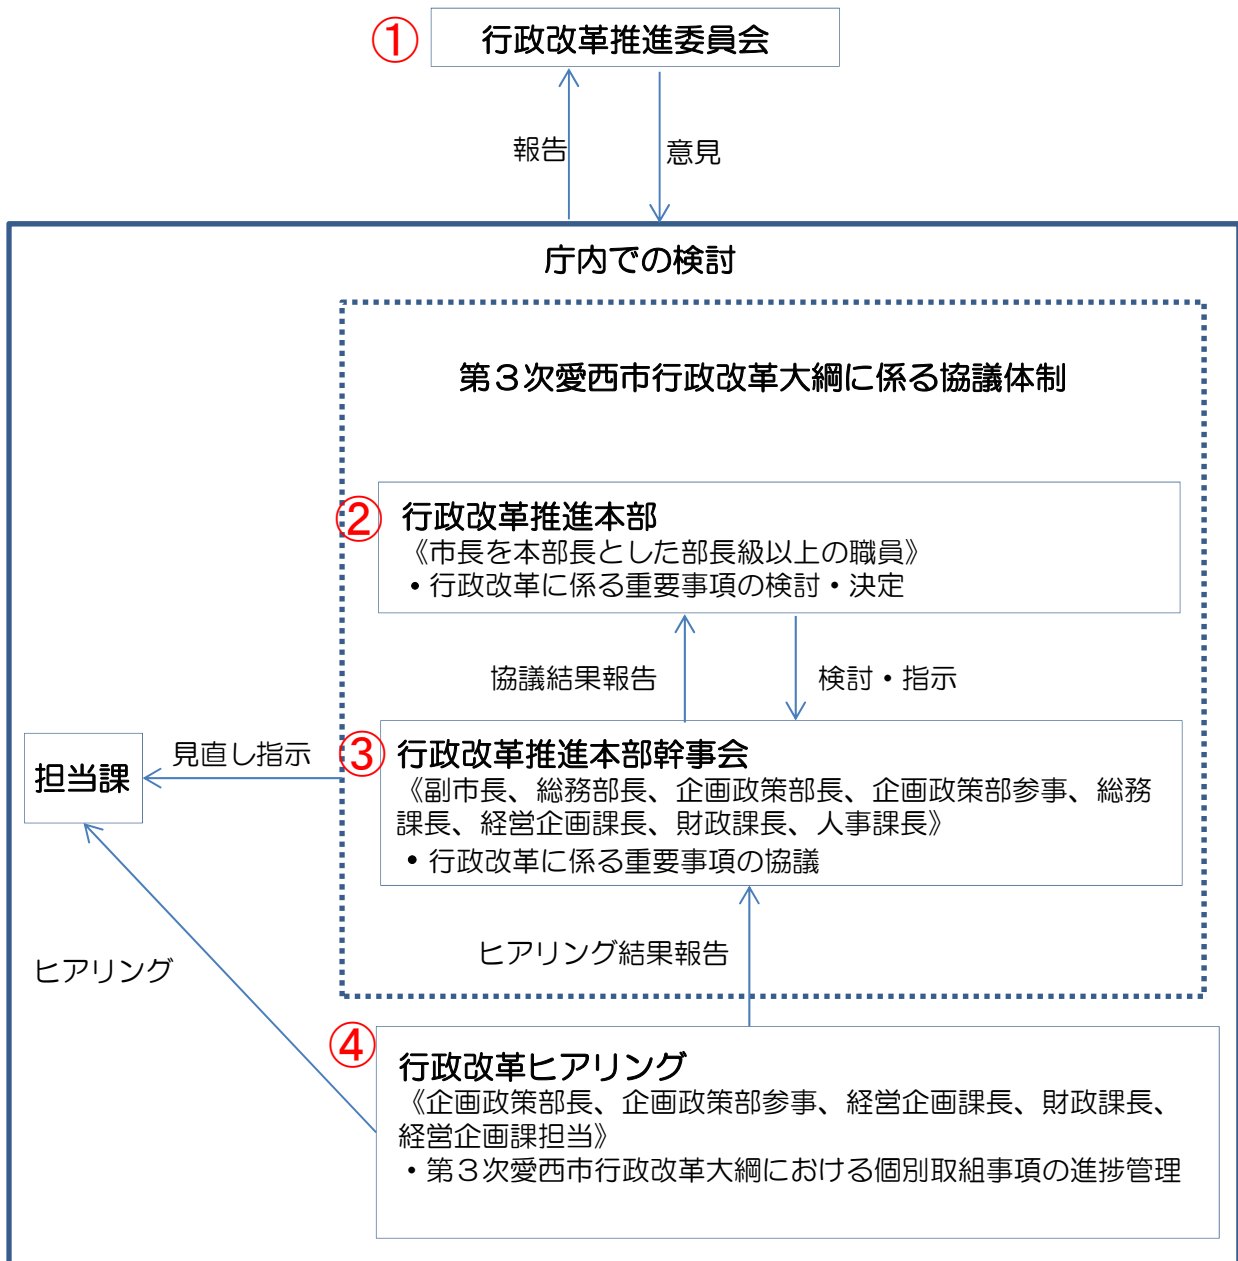 ① 行政改革推進委員会
報告
意見
庁内での検討
第３次愛西市行政改革大綱に係る協議体制
② 行政改革推進本部
《市長を本部長とした部長級以上の職員》
・行政改革に係る重要事項の検討・決定
協議結果報告
検討・指示
③ 行政改革推進本部幹事会
《副市長、総務部長、企画政策部長、企画政策部参事、総務
課長、経営企画課長、財政課長、人事課長》
・行政改革に係る重要事項の協議
見直し指示
担当課
ヒアリング
ヒアリング結果報告
④ 行政改革ヒアリング
《企画政策部長、企画政策部参事、経営企画課長、財政課長、
経営企画課担当》
・第３次愛西市行政改革大綱における個別取組事項の進捗管理